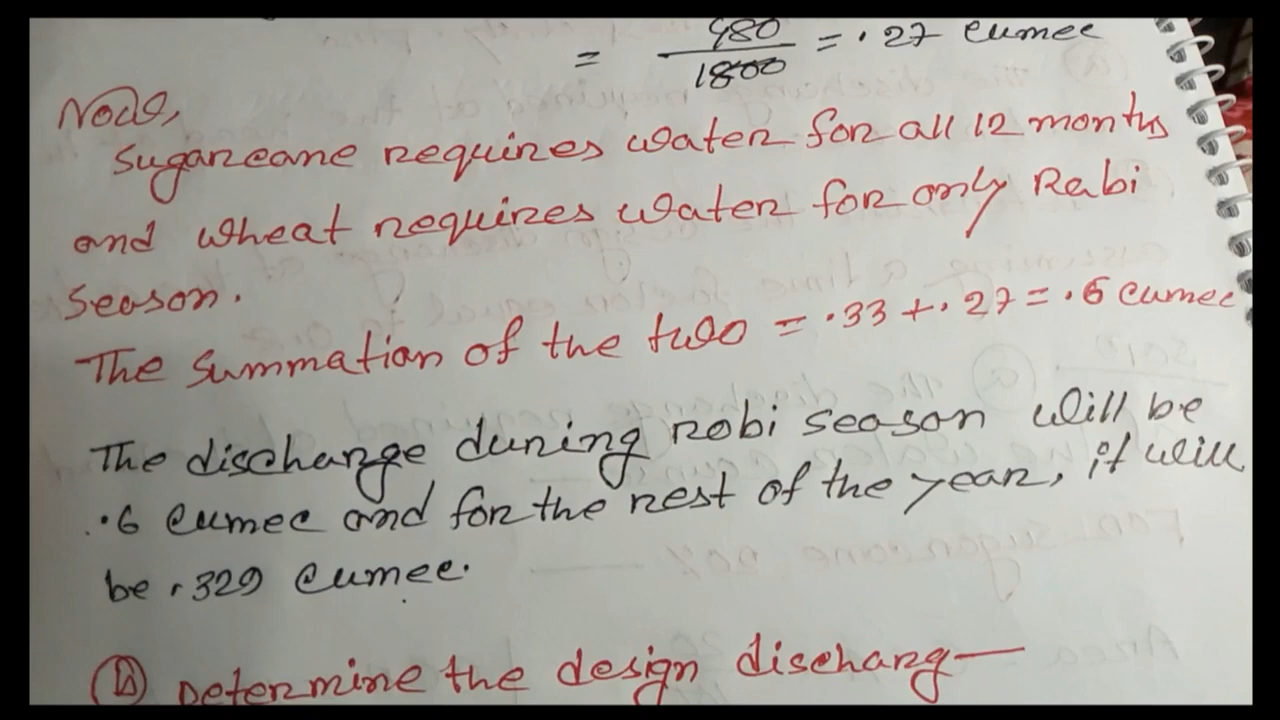 = 480/1800 = .27 cumec
Now,
Sugarcane requires water for all 12 months
and wheat requires water for only Rabi
Season.
The summation of the two = .33 + .27 = .6 cumec
The discharge during Robi season will be
.6 cumec and for the rest of the year, it will
be .329 cumec.
(b) Determine the design discharg—